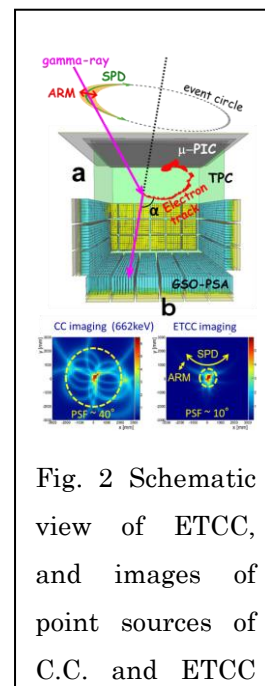 gamma-ray
SPD
event circle
ARM
μ-PIC
TPC
a
Electron track
α
GSO-PSA
b
CC imaging (662keV)
ETCC imaging
SPD
ARM
PSF ~ 40°
PSF ~ 10°
Fig. 2 Schematic
view of ETCC,
and images of
point sources of
C.C. and ETCC